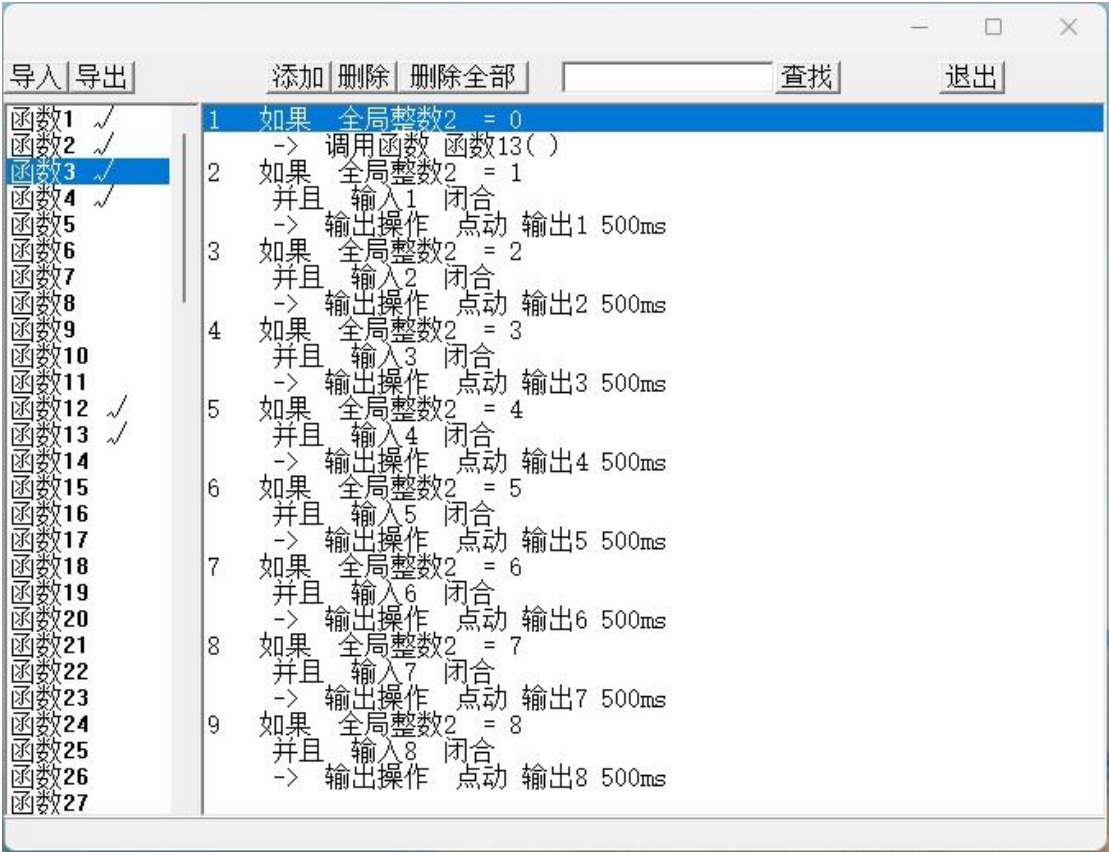 导入 导出 添加 删除 删除全部 查找 退出
函数1 √
函数2 √
函数3 √
函数4 √
函数5
函数6
函数7
函数8
函数9
函数10
函数11
函数12 √
函数13 √
函数14
函数15
函数16
函数17
函数18
函数19
函数20
函数21
函数22
函数23
函数24
函数25
函数26
函数27
1 如果 全局整数2 = 0
-> 调用函数 函数13( )
2 如果 全局整数2 = 1
并且 输入1 闭合
-> 输出操作 点动 输出1 500ms
3 如果 全局整数2 = 2
并且 输入2 闭合
-> 输出操作 点动 输出2 500ms
4 如果 全局整数2 = 3
并且 输入3 闭合
-> 输出操作 点动 输出3 500ms
5 如果 全局整数2 = 4
并且 输入4 闭合
-> 输出操作 点动 输出4 500ms
6 如果 全局整数2 = 5
并且 输入5 闭合
-> 输出操作 点动 输出5 500ms
7 如果 全局整数2 = 6
并且 输入6 闭合
-> 输出操作 点动 输出6 500ms
8 如果 全局整数2 = 7
并且 输入7 闭合
-> 输出操作 点动 输出7 500ms
9 如果 全局整数2 = 8
并且 输入8 闭合
-> 输出操作 点动 输出8 500ms